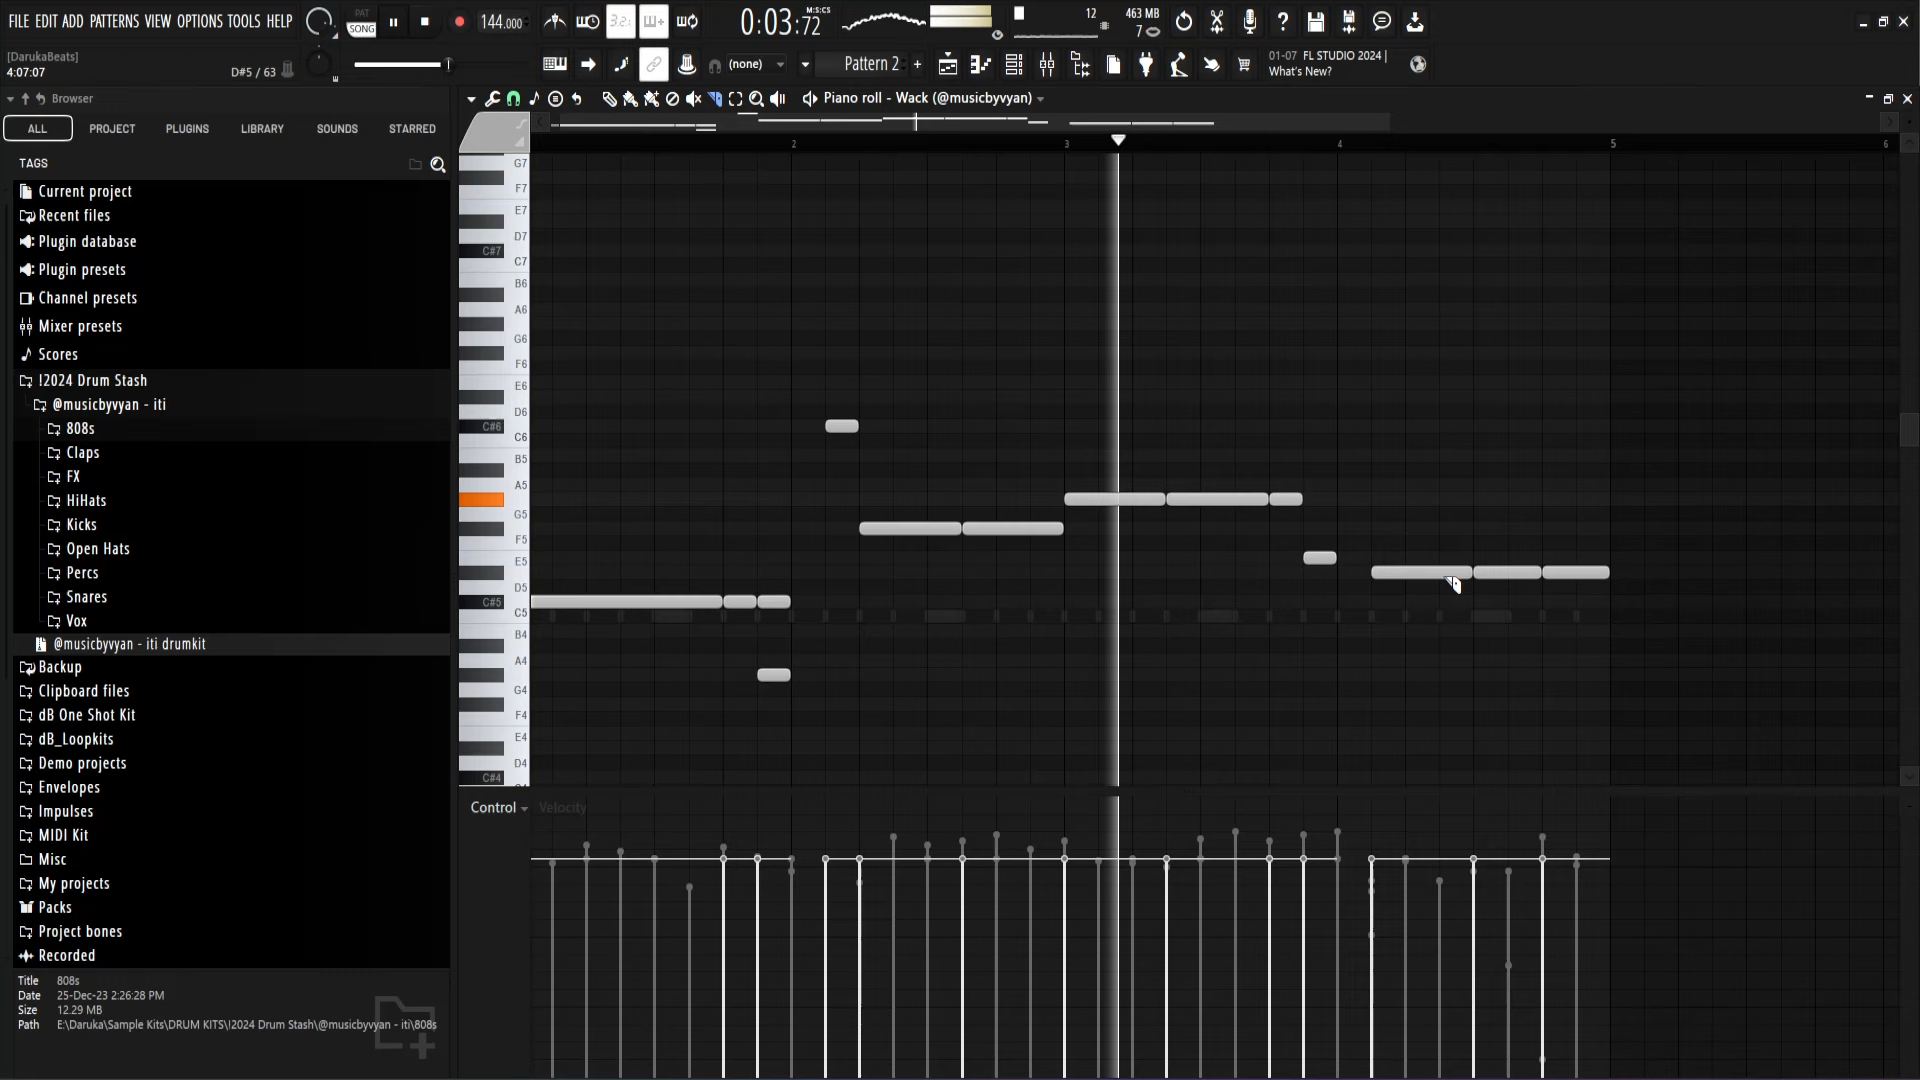 FILE EDIT ADD PATTERNS VIEW OPTIONS TOOLS HELP
PAT
SONG
144.000
3.2:
0:03:72
M:S:CS
12
463 MB
7
[DarukaBeats]
4:07:07
D#5 / 63
(none)
Pattern 2
+
01-07 FL STUDIO 2024 |
What's New?
Browser
Piano roll - Wack (@musicbyvyan)
ALL
PROJECT
PLUGINS
LIBRARY
SOUNDS
STARRED
TAGS
Current project
Recent files
Plugin database
Plugin presets
Channel presets
Mixer presets
Scores
!2024 Drum Stash
@musicbyvyan - iti
808s
Claps
FX
HiHats
Kicks
Open Hats
Percs
Snares
Vox
@musicbyvyan - iti drumkit
Backup
Clipboard files
dB One Shot Kit
dB_Loopkits
Demo projects
Envelopes
Impulses
MIDI Kit
Misc
My projects
Packs
Project bones
Recorded
Title 808s
Date 25-Dec-23 2:26:28 PM
Size 12.29 MB
Path E:\Daruka\Sample Kits\DRUM KITS\!2024 Drum Stash\@musicbyvyan - iti\808s
2
3
4
5
6
G7
F7
E7
D7
C#7
C7
B6
A6
G6
F6
E6
D6
C#6
C6
B5
A5
G5
F5
E5
D5
C#5
C5
B4
A4
G4
F4
E4
D4
C#4
Control
Velocity